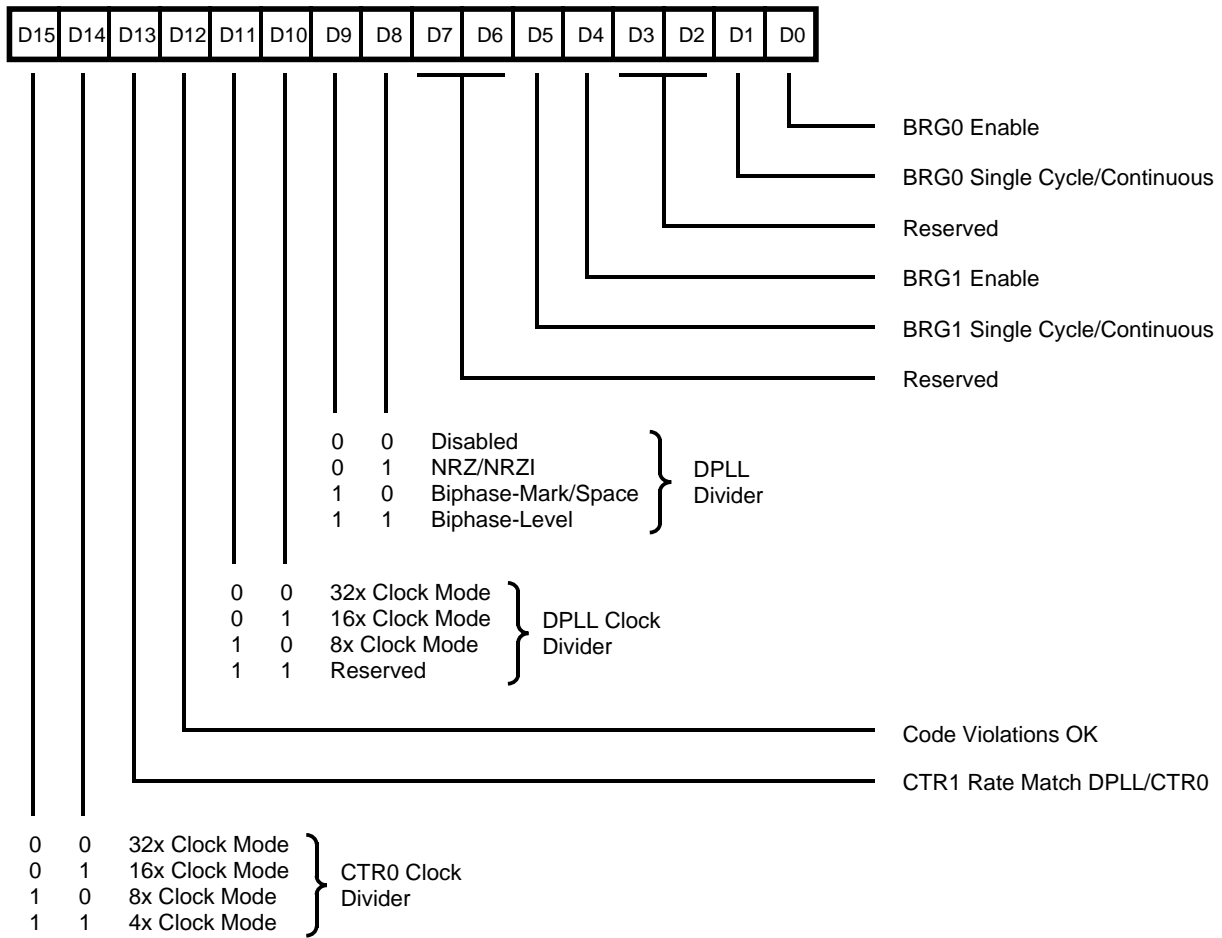 D15 D14 D13 D12 D11 D10 D9 D8 D7 D6 D5 D4 D3 D2 D1 D0
BRG0 Enable
BRG0 Single Cycle/Continuous
Reserved
BRG1 Enable
BRG1 Single Cycle/Continuous
Reserved
0 0 Disabled
0 1 NRZ/NRZI
1 0 Biphase-Mark/Space
1 1 Biphase-Level
DPLL
Divider
0 0 32x Clock Mode
0 1 16x Clock Mode
1 0 8x Clock Mode
1 1 Reserved
DPLL Clock
Divider
Code Violations OK
CTR1 Rate Match DPLL/CTR0
0 0 32x Clock Mode
0 1 16x Clock Mode
1 0 8x Clock Mode
1 1 4x Clock Mode
CTR0 Clock
Divider